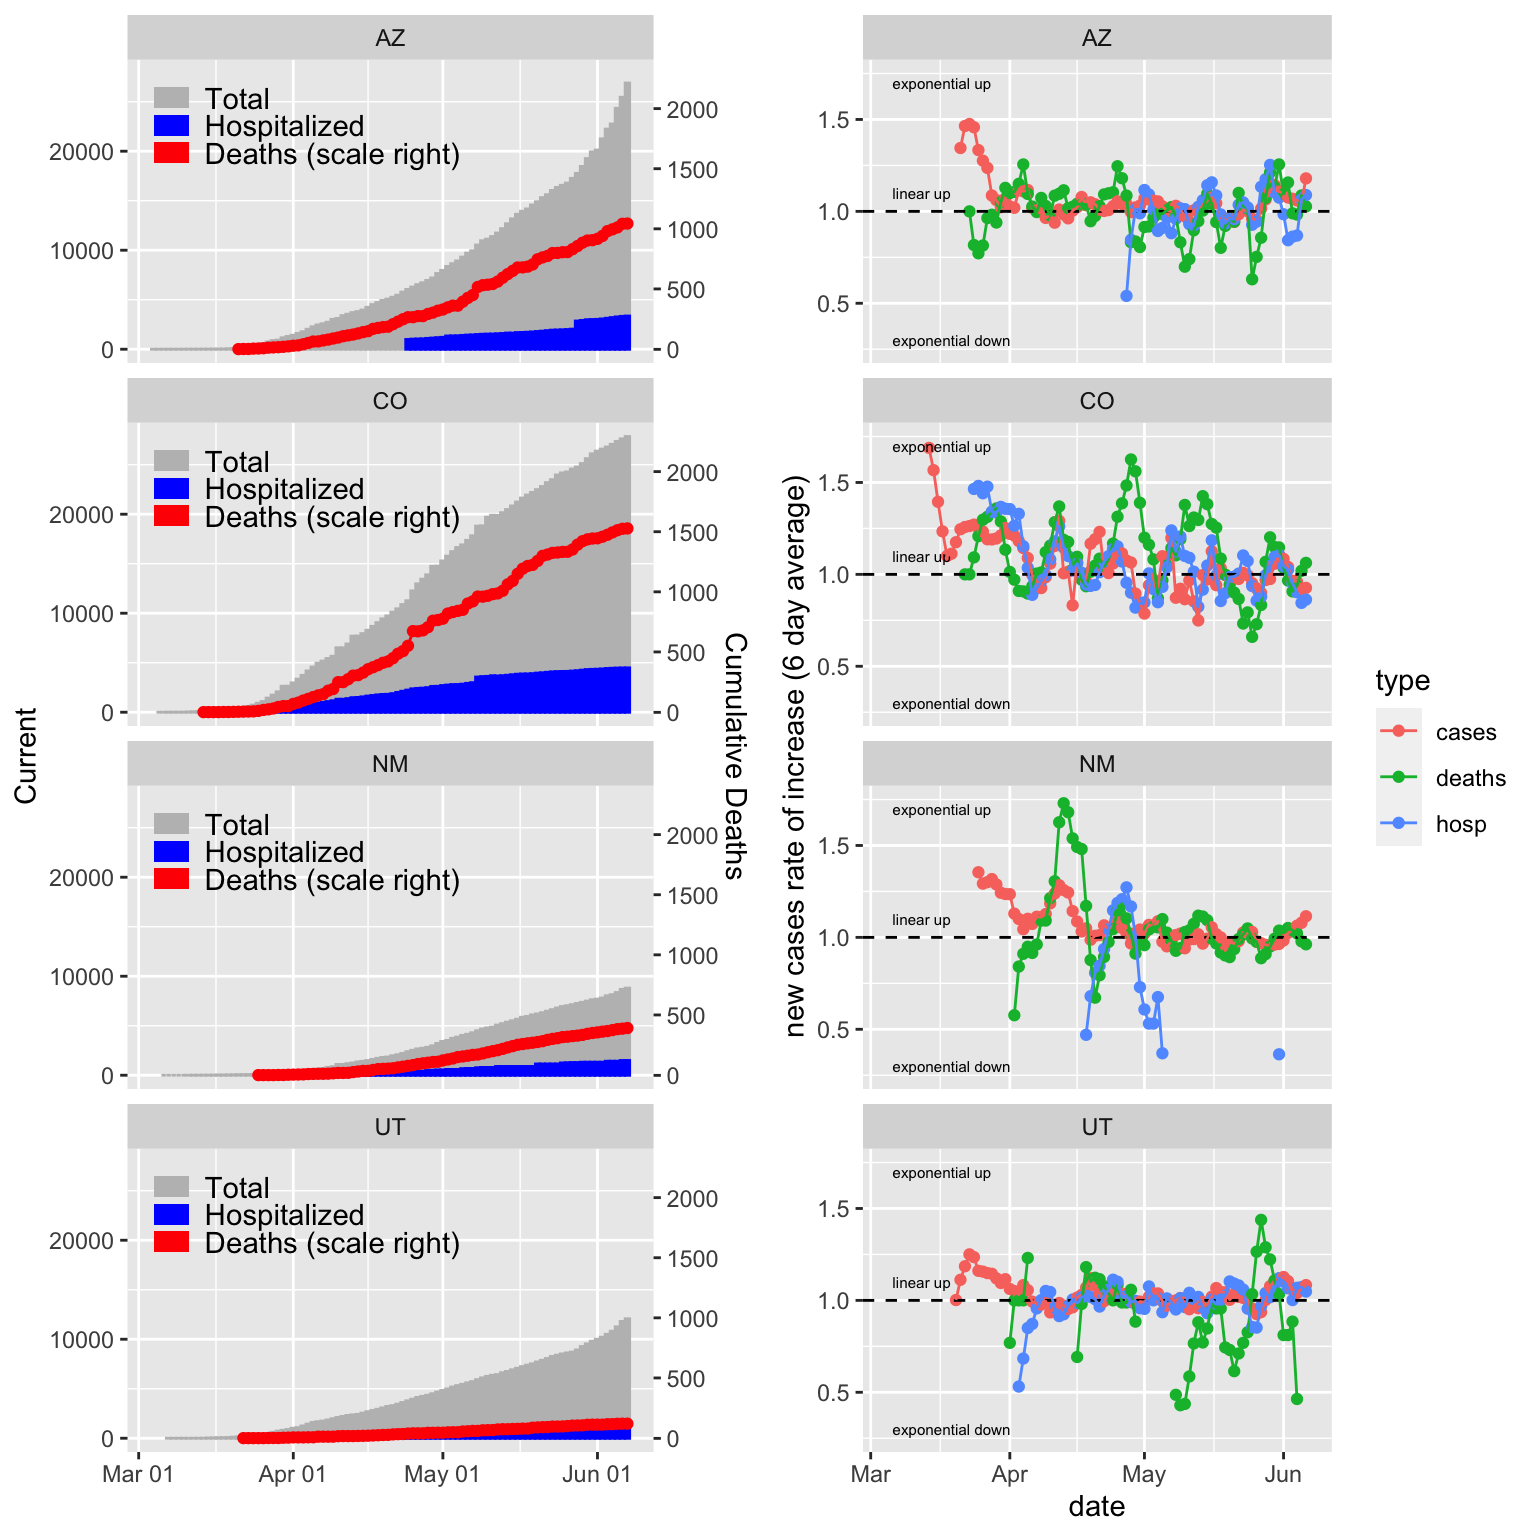 AZ
Total
Hospitalized
Deaths (scale right)
20000
10000
0
2000
1500
1000
500
0
CO
Total
Hospitalized
Deaths (scale right)
20000
10000
0
2000
1500
1000
500
0
NM
Total
Hospitalized
Deaths (scale right)
20000
10000
0
2000
1500
1000
500
0
UT
Total
Hospitalized
Deaths (scale right)
20000
10000
0
2000
1500
1000
500
0
Mar 01
Apr 01
May 01
Jun 01
Current
Cumulative Deaths
AZ
exponential up
linear up
exponential down
1.5
1.0
0.5
CO
exponential up
linear up
exponential down
1.5
1.0
0.5
NM
exponential up
linear up
exponential down
1.5
1.0
0.5
UT
exponential up
linear up
exponential down
1.5
1.0
0.5
Mar
Apr
May
Jun
date
new cases rate of increase (6 day average)
type
cases
deaths
hosp